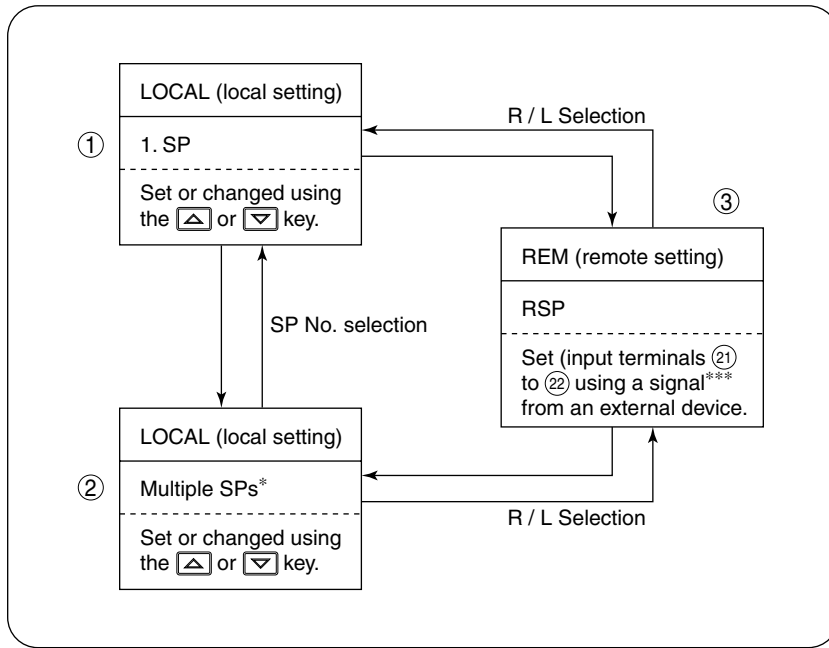 LOCAL (local setting)
① 1. SP
Set or changed using
the △ or ▽ key.
R / L Selection
③
REM (remote setting)
RSP
Set (input terminals ㉑
to ㉒ using a signal***
from an external device.
SP No. selection
LOCAL (local setting)
② Multiple SPs*
Set or changed using
the △ or ▽ key.
R / L Selection